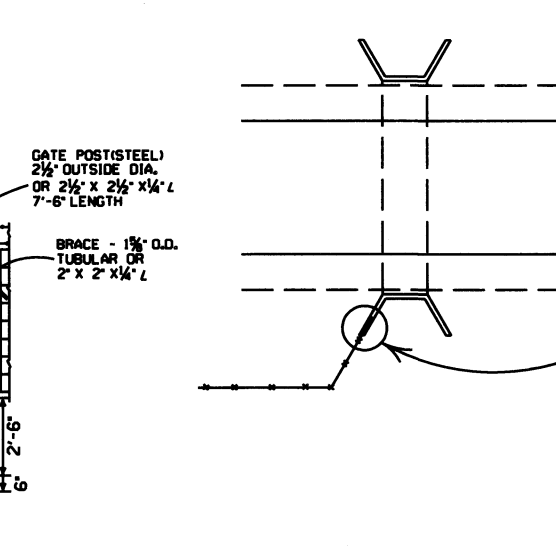 GATE POST(STEEL)
2½" OUTSIDE DIA.
OR 2½" X 2½" X¼" L
7'-6" LENGTH
BRACE - 1⅝" O.D.
TUBULAR OR
2" X 2" X¼" L
2'-6"
6"